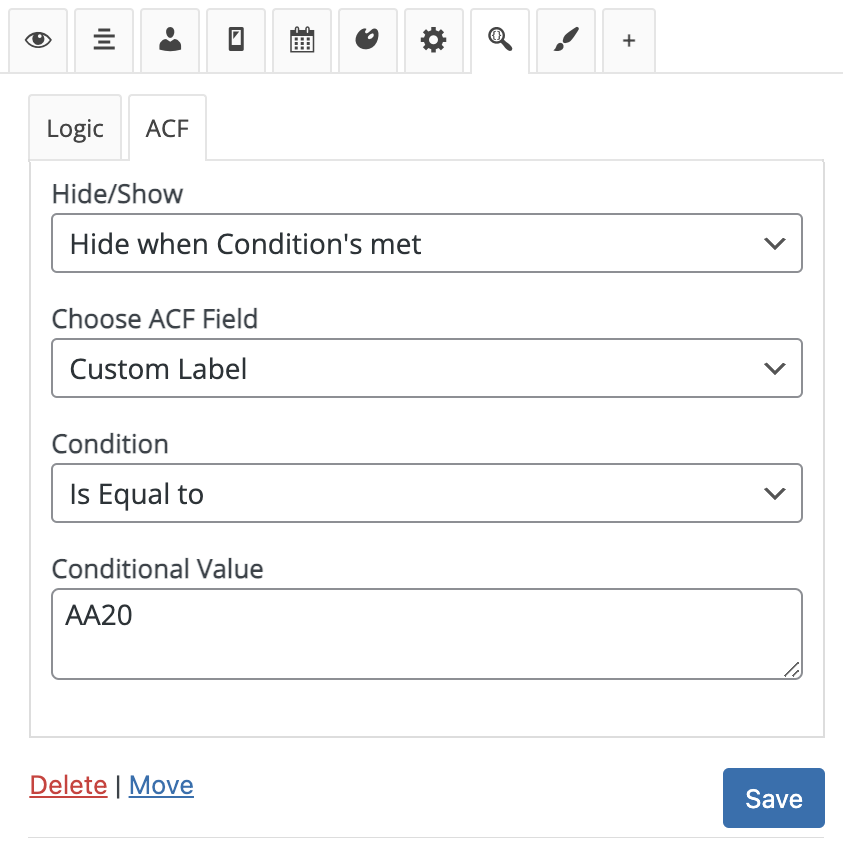 +
Logic ACF
Hide/Show
Hide when Condition's met
Choose ACF Field
Custom Label
Condition
Is Equal to
Conditional Value
AA20
Delete | Move
Save